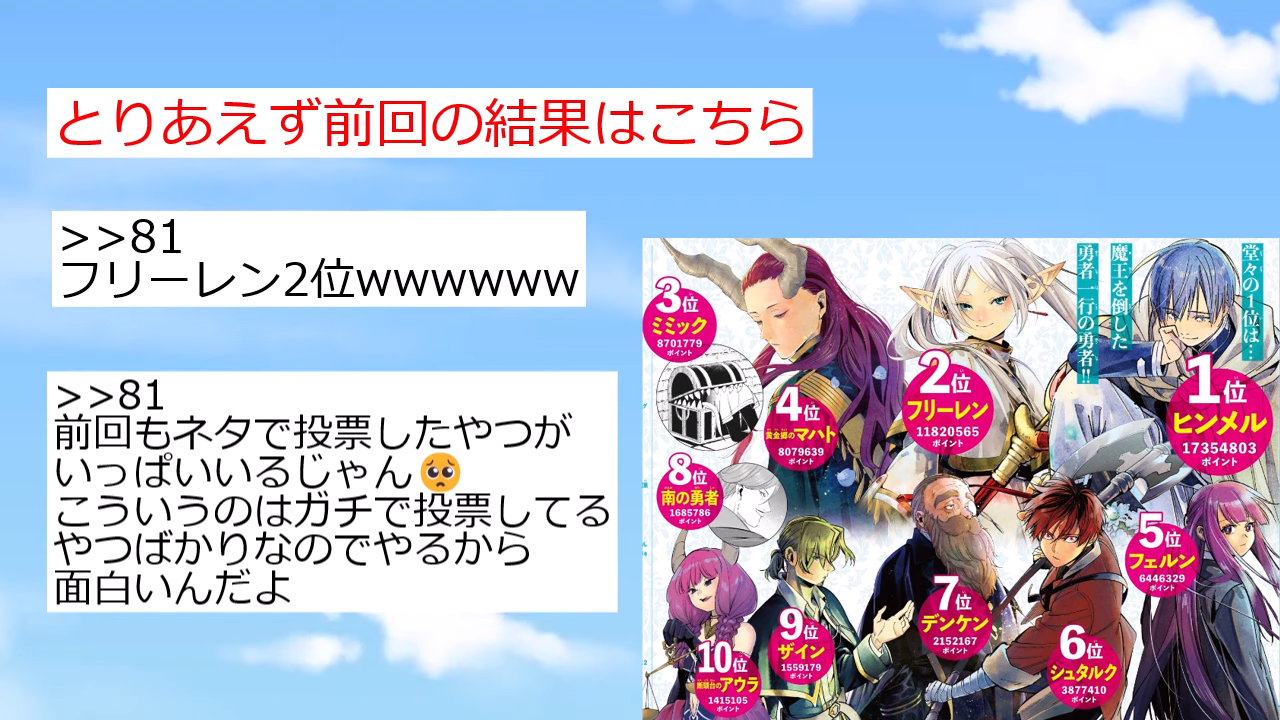 とりあえず前回の結果はこちら
>>81
フリーレン2位wwwwww
>>81
前回もネタで投票したやつが
いっぱいいるじゃん🥺
こういうのはガチで投票してる
やつばかりなのでやるから
面白いんだよ
堂々の1位は…
魔王を倒した
勇者一行の勇者!!
1位
ヒンメル
17354803
ポイント
2位
フリーレン
11820565
ポイント
3位
ミミック
8701779
ポイント
4位
黄金郷のマハト
8079639
ポイント
5位
フェルン
6446329
ポイント
6位
シュタルク
3877410
ポイント
7位
デンケン
2152167
ポイント
8位
南の勇者
1685786
ポイント
9位
ザイン
1559179
ポイント
10位
断頭台のアウラ
1415105
ポイント